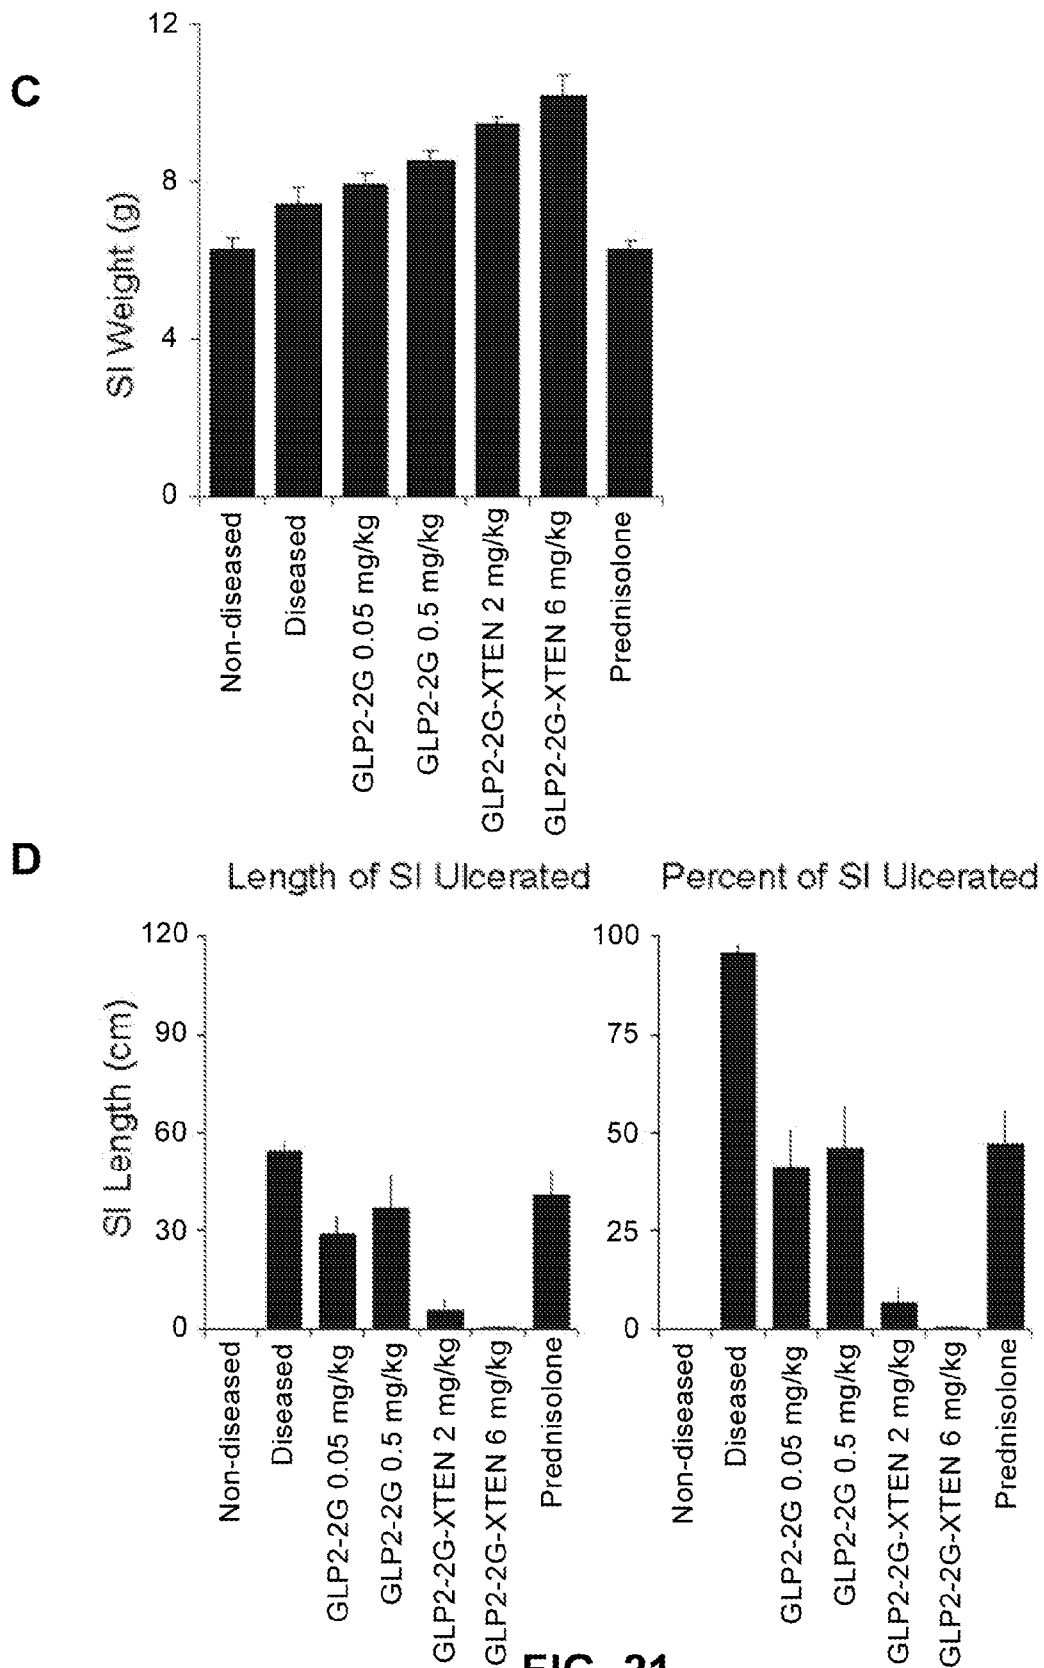 C
SI Weight (g)
12
8
4
0
Non-diseased
Diseased
GLP2-2G 0.05 mg/kg
GLP2-2G 0.5 mg/kg
GLP2-2G-XTEN 2 mg/kg
GLP2-2G-XTEN 6 mg/kg
Prednisolone
D
Length of SI Ulcerated
SI Length (cm)
120
90
60
30
0
Non-diseased
Diseased
GLP2-2G 0.05 mg/kg
GLP2-2G 0.5 mg/kg
GLP2-2G-XTEN 2 mg/kg
GLP2-2G-XTEN 6 mg/kg
Prednisolone
Percent of SI Ulcerated
100
75
50
25
0
Non-diseased
Diseased
GLP2-2G 0.05 mg/kg
GLP2-2G 0.5 mg/kg
GLP2-2G-XTEN 2 mg/kg
GLP2-2G-XTEN 6 mg/kg
Prednisolone
FIG. 21